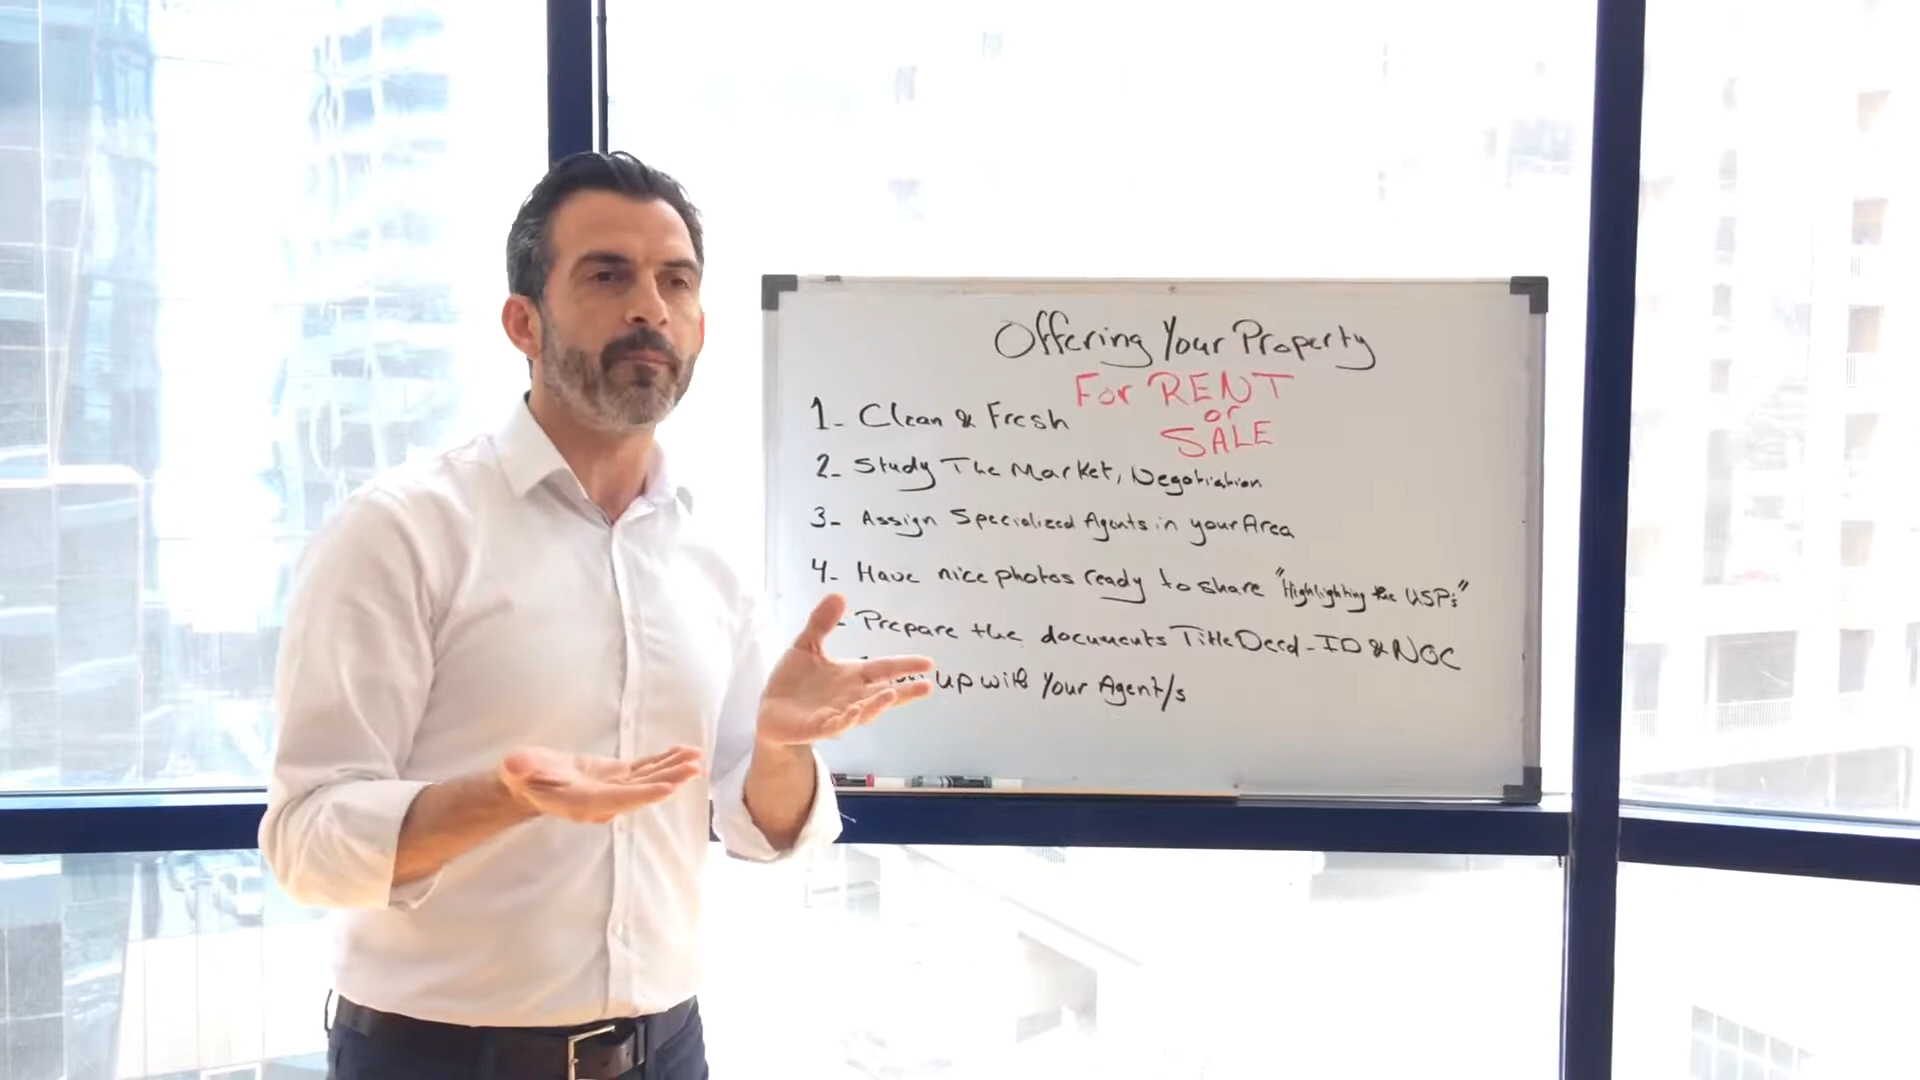 Offering Your Property
For RENT
or
SALE
1- Clean & Fresh
2- Study The Market, Negotiation
3- Assign Specialized Agents in your Area
4- Have nice photos ready to share "Highlighting the USP's"
- Prepare the documents Title Deed - ID & NOC
up with Your Agent/s